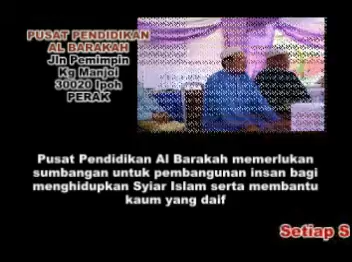 PUSAT PENDIDIKAN
AL BARAKAH
Jln Pemimpin
Kg Manjoi
30020 Ipoh
PERAK
Pusat Pendidikan Al Barakah memerlukan
sumbangan untuk pembangunan insan bagi
menghidupkan Syiar Islam serta membantu
kaum yang daif
Setiap S